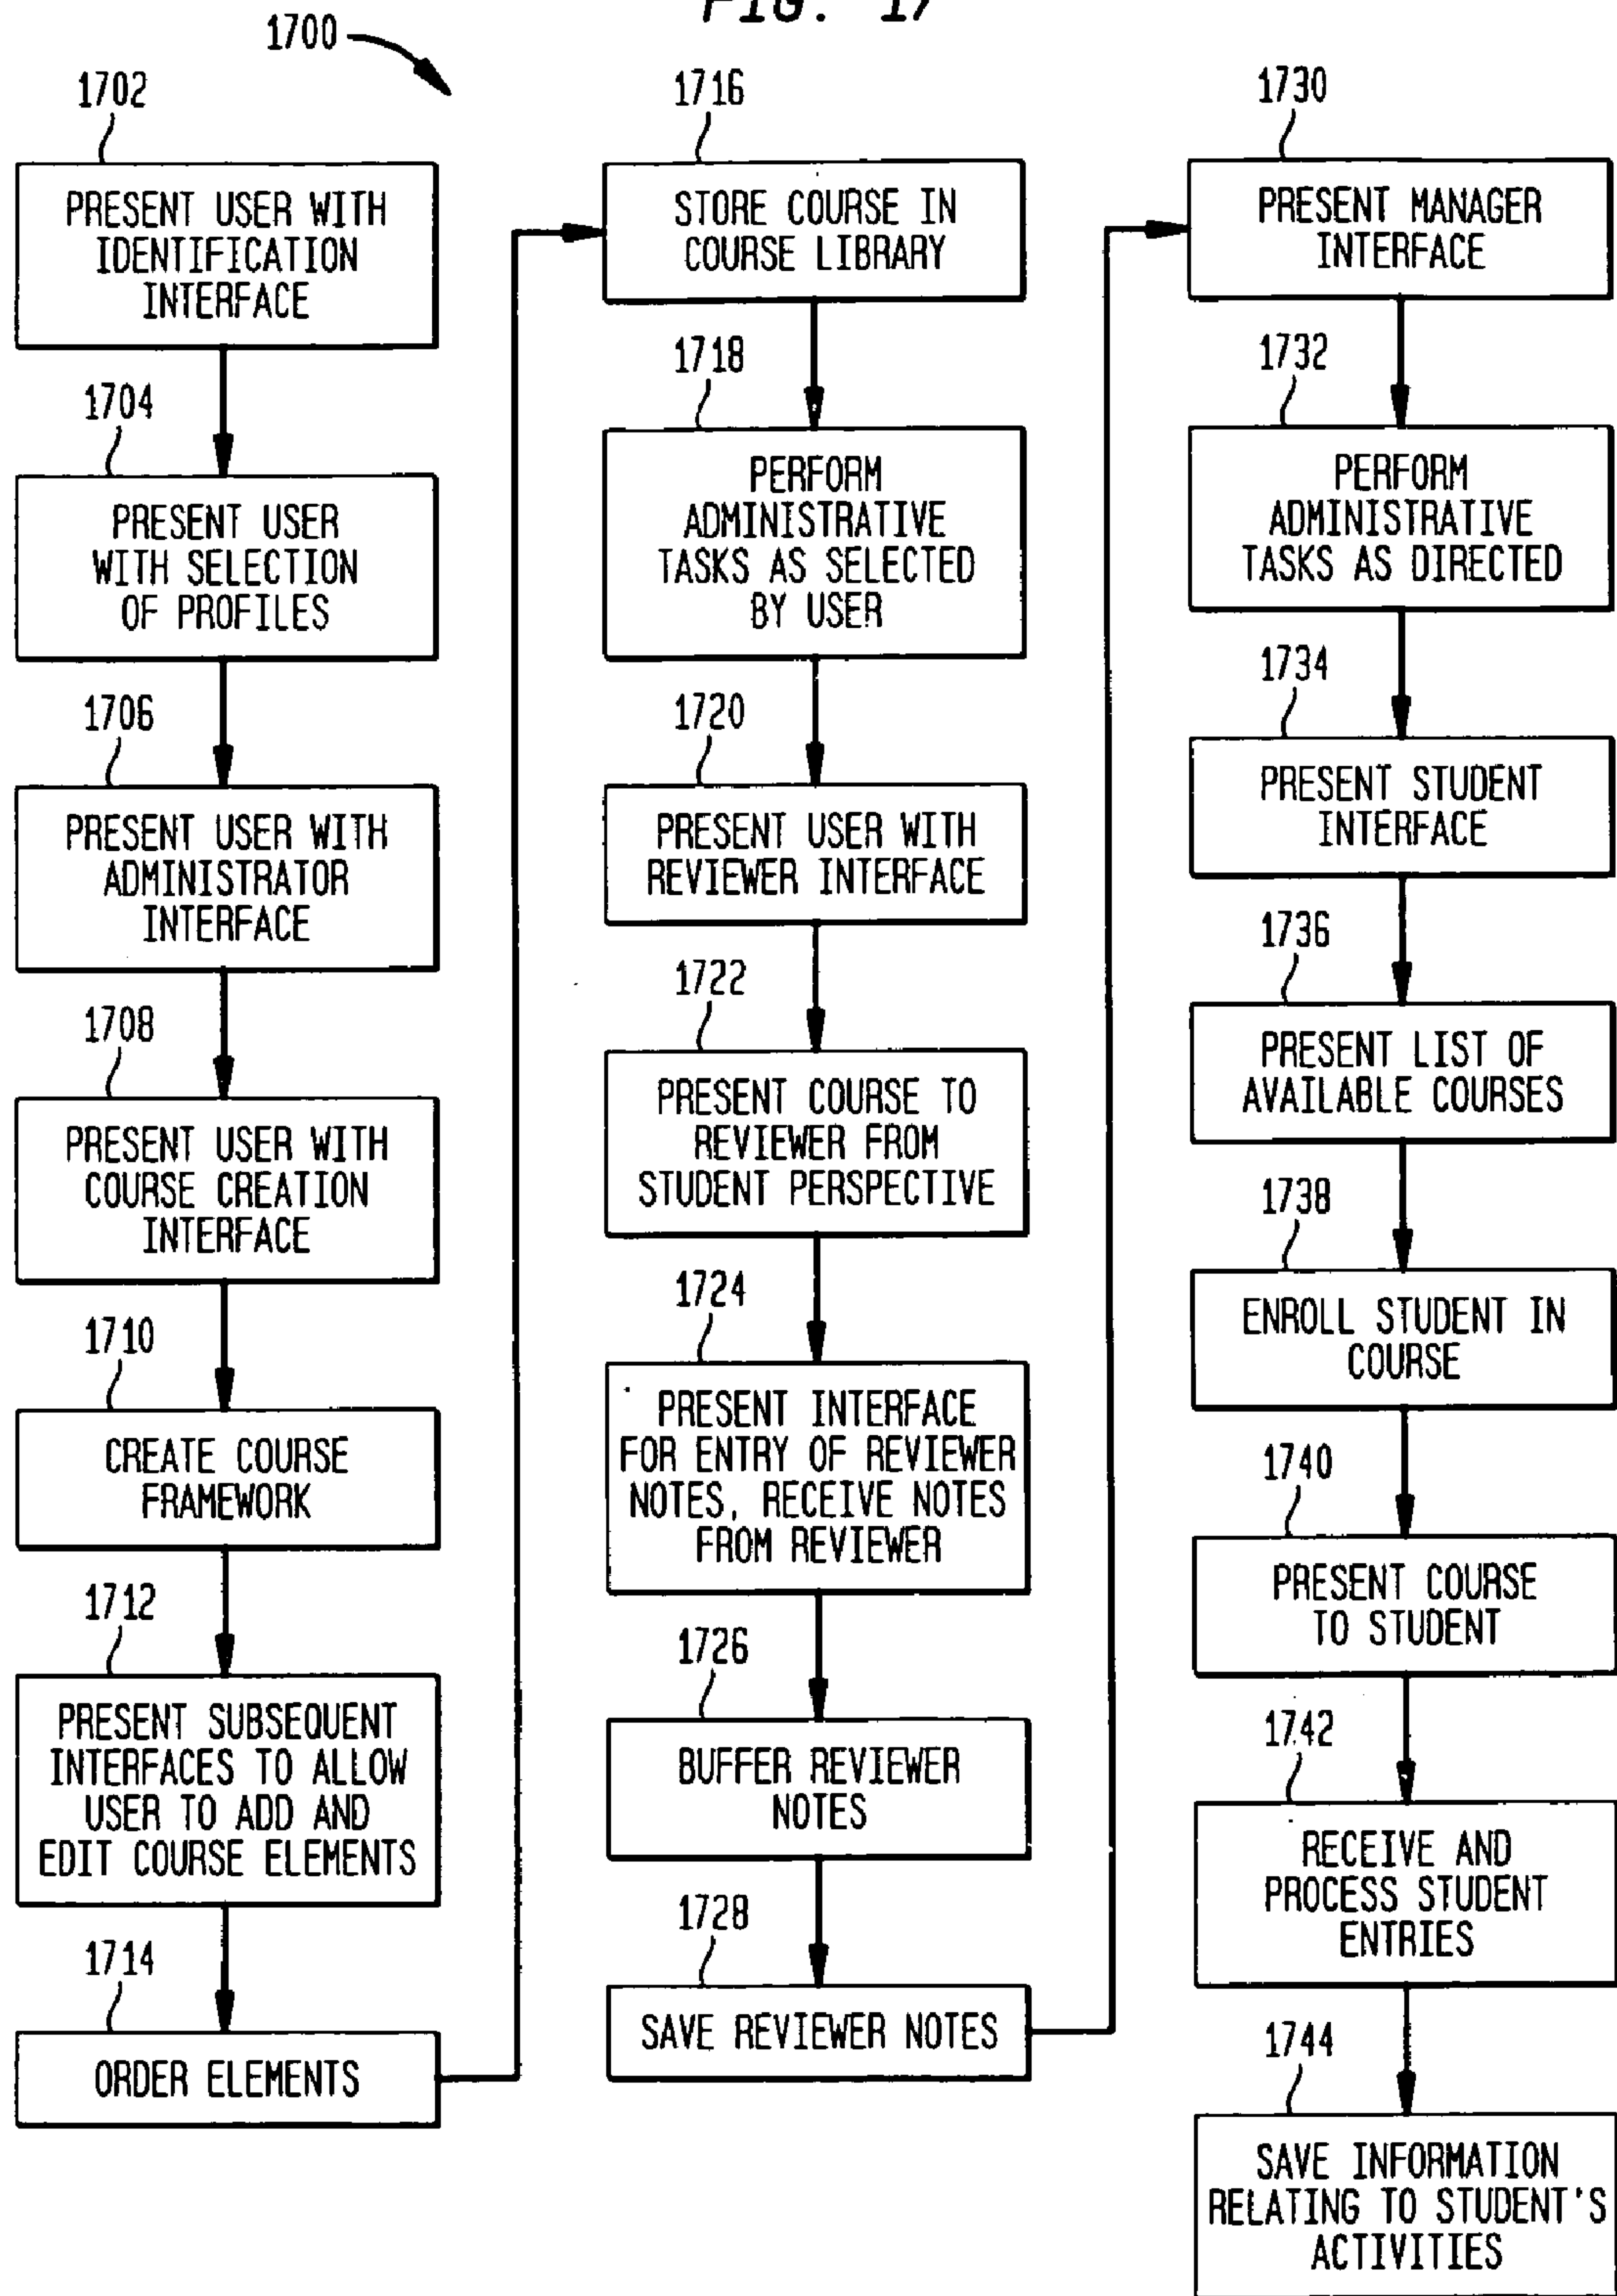 FIG. 17
1700
1702
PRESENT USER WITH
IDENTIFICATION
INTERFACE
1704
PRESENT USER
WITH SELECTION
OF PROFILES
1706
PRESENT USER WITH
ADMINISTRATOR
INTERFACE
1708
PRESENT USER WITH
COURSE CREATION
INTERFACE
1710
CREATE COURSE
FRAMEWORK
1712
PRESENT SUBSEQUENT
INTERFACES TO ALLOW
USER TO ADD AND
EDIT COURSE ELEMENTS
1714
ORDER ELEMENTS
1716
STORE COURSE IN
COURSE LIBRARY
1718
PERFORM
ADMINISTRATIVE
TASKS AS SELECTED
BY USER
1720
PRESENT USER WITH
REVIEWER INTERFACE
1722
PRESENT COURSE TO
REVIEWER FROM
STUDENT PERSPECTIVE
1724
PRESENT INTERFACE
FOR ENTRY OF REVIEWER
NOTES, RECEIVE NOTES
FROM REVIEWER
1726
BUFFER REVIEWER
NOTES
1728
SAVE REVIEWER NOTES
1730
PRESENT MANAGER
INTERFACE
1732
PERFORM
ADMINISTRATIVE
TASKS AS DIRECTED
1734
PRESENT STUDENT
INTERFACE
1736
PRESENT LIST OF
AVAILABLE COURSES
1738
ENROLL STUDENT IN
COURSE
1740
PRESENT COURSE
TO STUDENT
1742
RECEIVE AND
PROCESS STUDENT
ENTRIES
1744
SAVE INFORMATION
RELATING TO STUDENT'S
ACTIVITIES